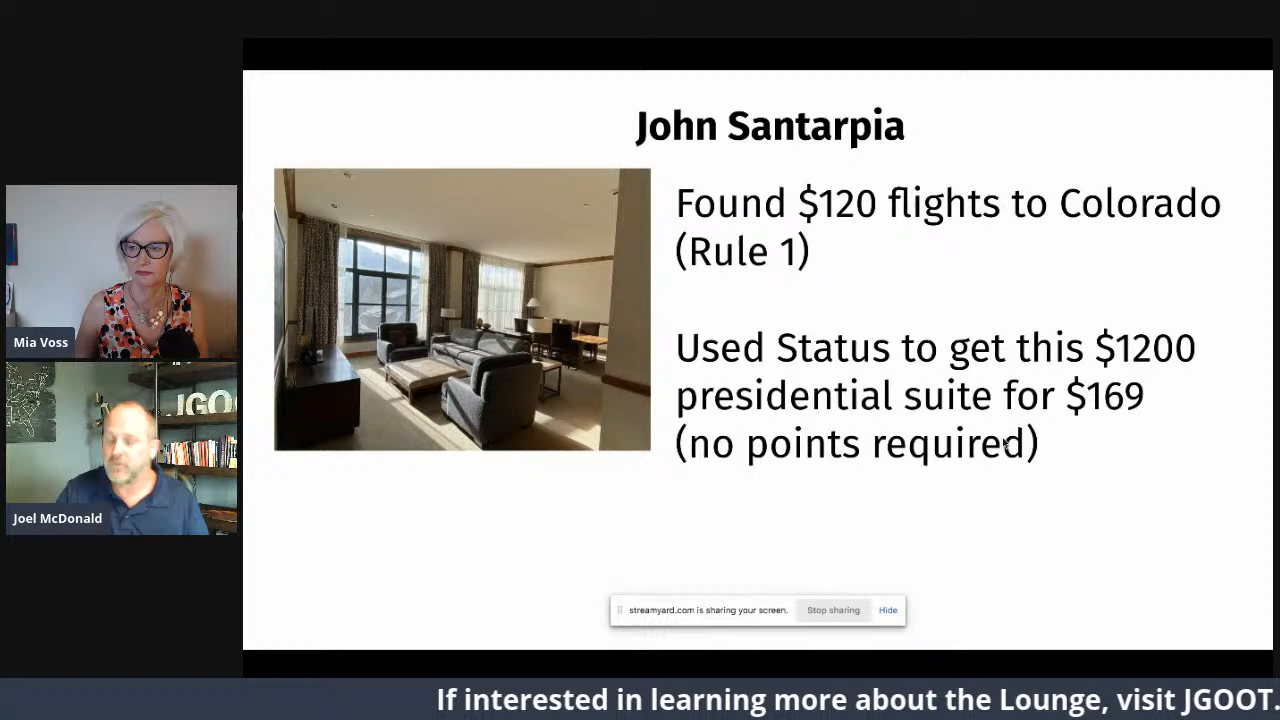 John Santarpia
Found $120 flights to Colorado
(Rule 1)
Used Status to get this $1200
presidential suite for $169
(no points required)
Mia Voss
JGO
Joel McDonald
streamyard.com is sharing your screen.
Stop sharing
Hide
If interested in learning more about the Lounge, visit JGOOT.